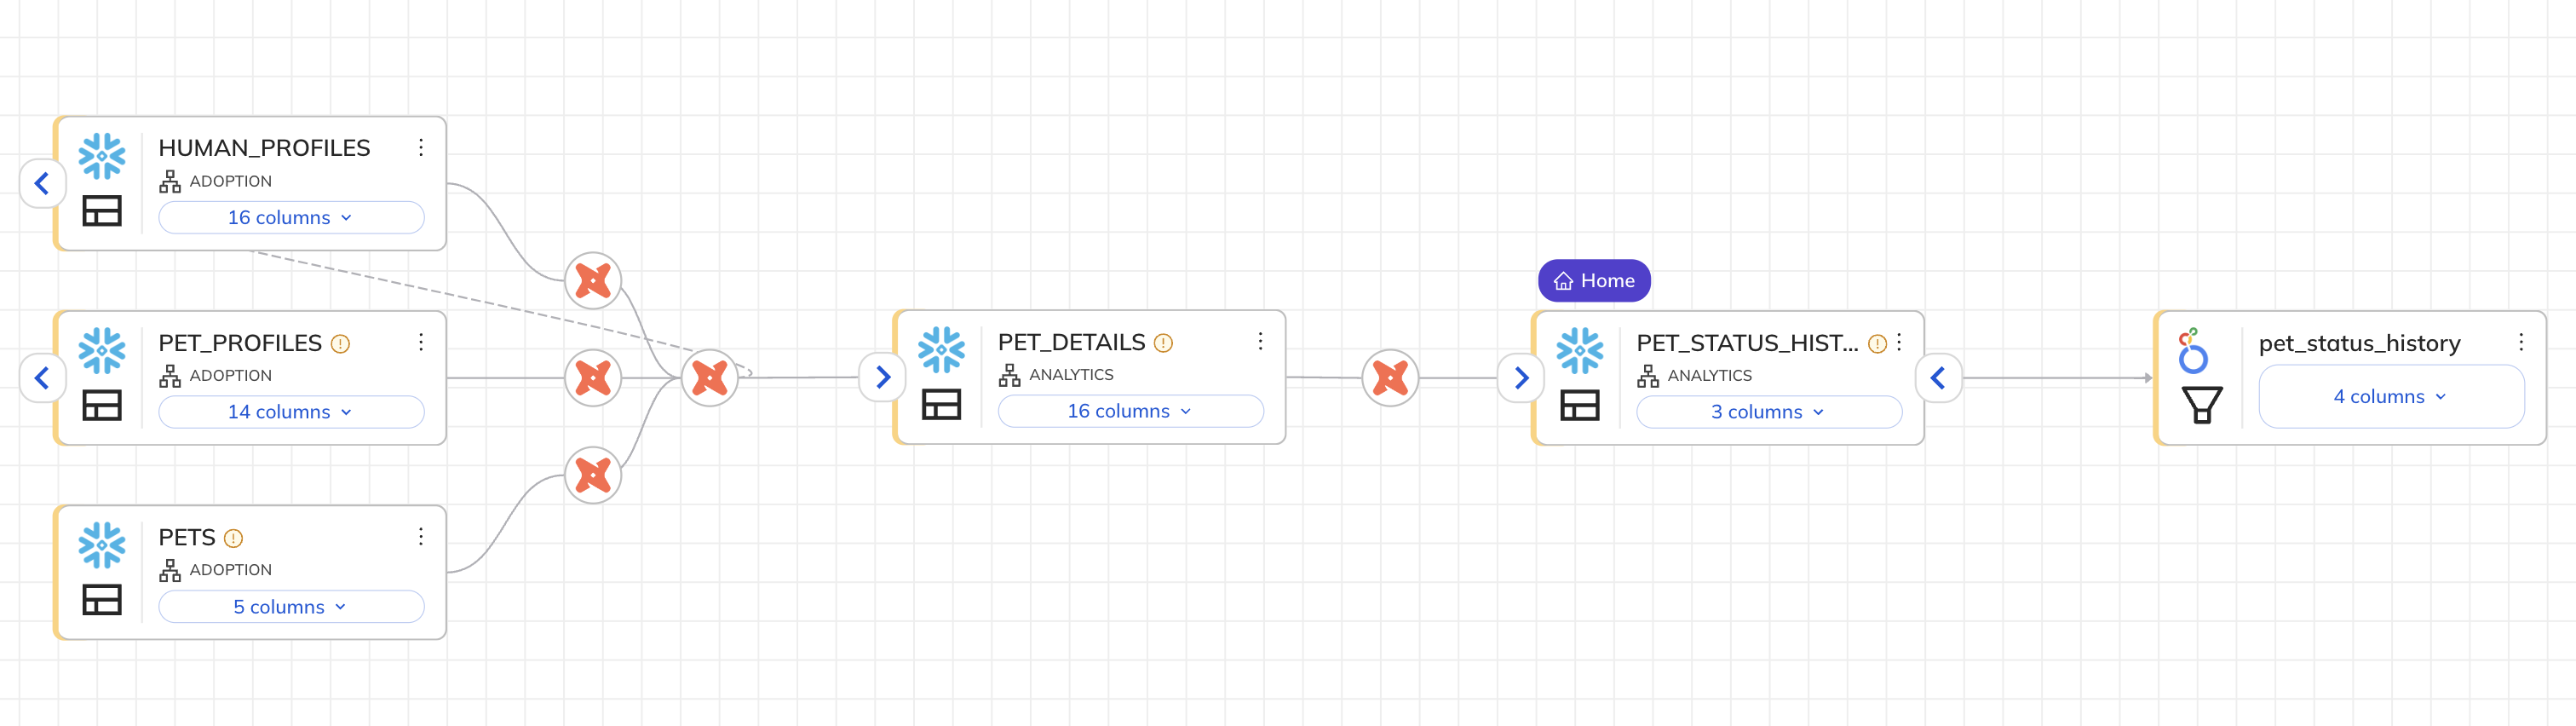 HUMAN_PROFILES
ADOPTION
16 columns
PET_PROFILES
ADOPTION
14 columns
PETS
ADOPTION
5 columns
PET_DETAILS
ANALYTICS
16 columns
Home
PET_STATUS_HIST...
ANALYTICS
3 columns
pet_status_history
4 columns